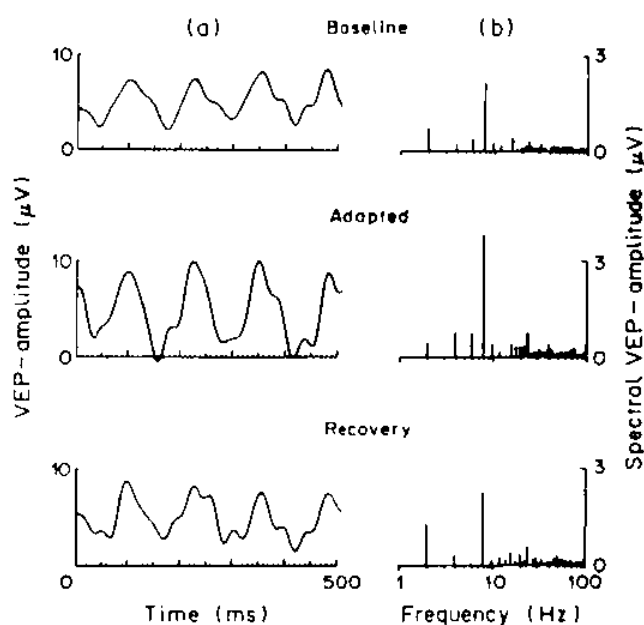 (a) Baseline (b)
10
0
3
0
Adapted
10
0
3
0
Recovery
10
0
500
3
0
1
10
100
VEP-amplitude (μV)
Spectral VEP-amplitude (μV)
Time (ms)
Frequency (Hz)